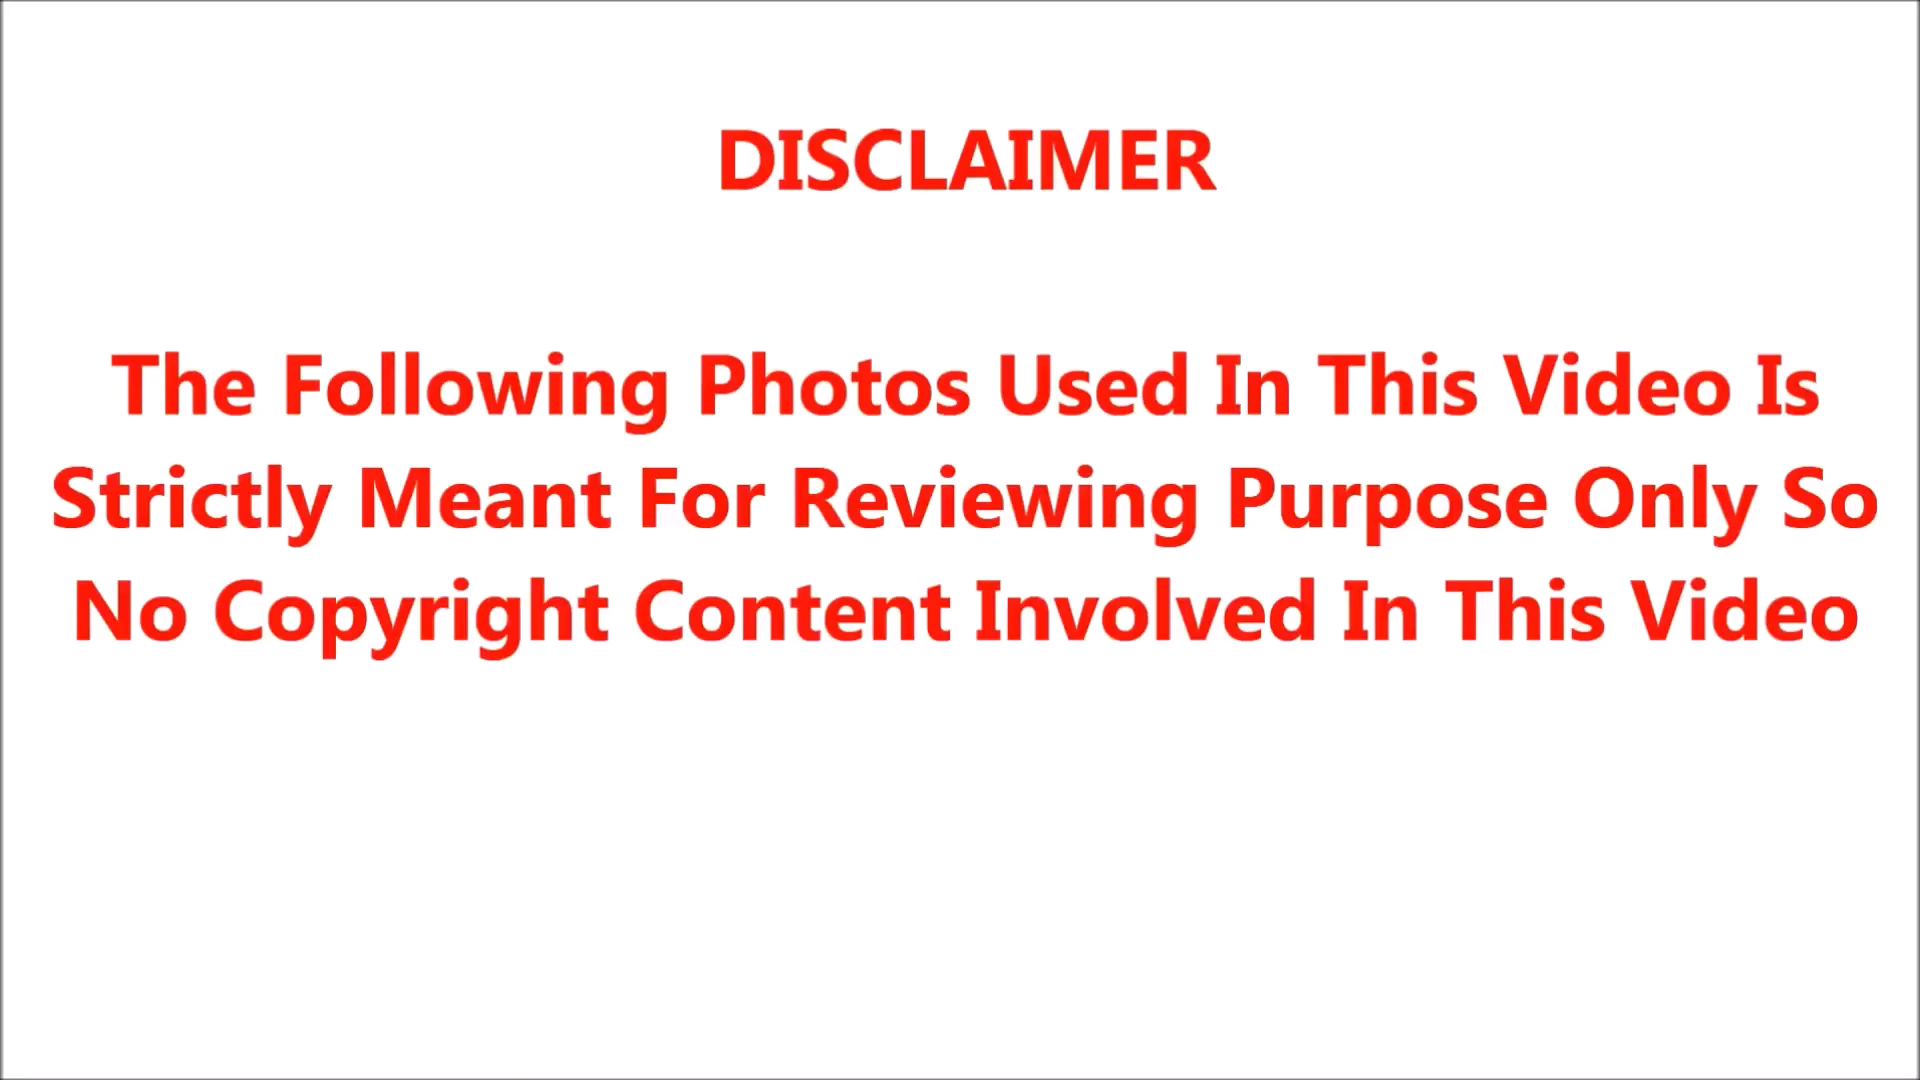 DISCLAIMER
The Following Photos Used In This Video Is
Strictly Meant For Reviewing Purpose Only So
No Copyright Content Involved In This Video